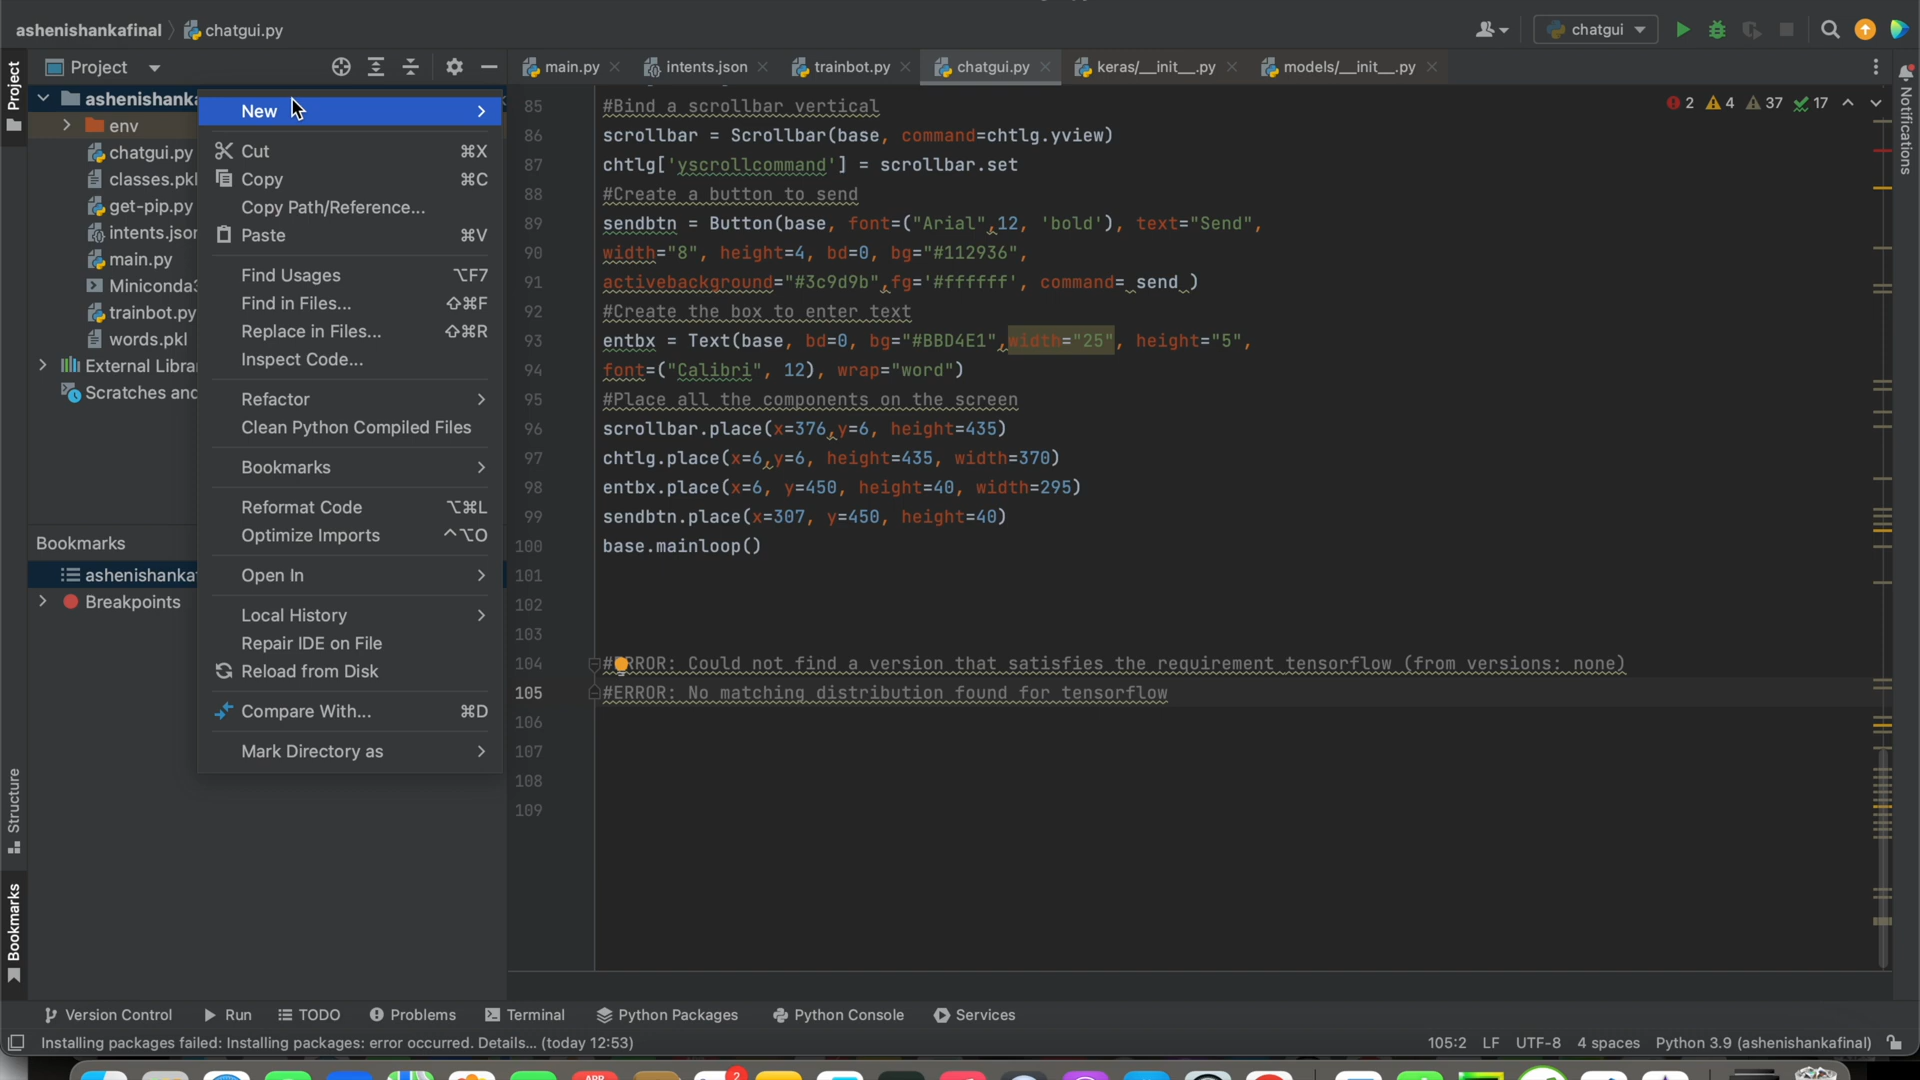 ashenishankafinal
chatgui.py
chatgui
Project
main.py
intents.json
trainbot.py
chatgui.py
keras/__init__.py
models/__init__.py
Project
Notifications
ashenishanka
env
chatgui.py
classes.pkl
get-pip.py
intents.json
main.py
Miniconda3
trainbot.py
words.pkl
External Libra
Scratches and
New
Cut ⌘X
Copy ⌘C
Copy Path/Reference...
Paste ⌘V
Find Usages ⌥F7
Find in Files... ⇧⌘F
Replace in Files... ⇧⌘R
Inspect Code...
Refactor
Clean Python Compiled Files
Bookmarks
Reformat Code ⌥⌘L
Optimize Imports ^⌥O
Open In
Local History
Repair IDE on File
Reload from Disk
Compare With... ⌘D
Mark Directory as
Bookmarks
ashenishanka
Breakpoints
Structure
Bookmarks
2 4 37 17
85 #Bind a scrollbar vertical
86 scrollbar = Scrollbar(base, command=chtlg.yview)
87 chtlg['yscrollcommand'] = scrollbar.set
88 #Create a button to send
89 sendbtn = Button(base, font=("Arial",12, 'bold'), text="Send",
90 width="8", height=4, bd=0, bg="#112936",
91 activebackground="#3c9d9b",fg='#ffffff', command= send )
92 #Create the box to enter text
93 entbx = Text(base, bd=0, bg="#BBD4E1",width="25", height="5",
94 font=("Calibri", 12), wrap="word")
95 #Place all the components on the screen
96 scrollbar.place(x=376,y=6, height=435)
97 chtlg.place(x=6,y=6, height=435, width=370)
98 entbx.place(x=6, y=450, height=40, width=295)
99 sendbtn.place(x=307, y=450, height=40)
100 base.mainloop()
101
102
103
104 #ERROR: Could not find a version that satisfies the requirement tensorflow (from versions: none)
105 #ERROR: No matching distribution found for tensorflow
106
107
108
109
Version Control
Run
TODO
Problems
Terminal
Python Packages
Python Console
Services
Installing packages failed: Installing packages: error occurred. Details... (today 12:53)
105:2 LF UTF-8 4 spaces Python 3.9 (ashenishankafinal)
APR
2